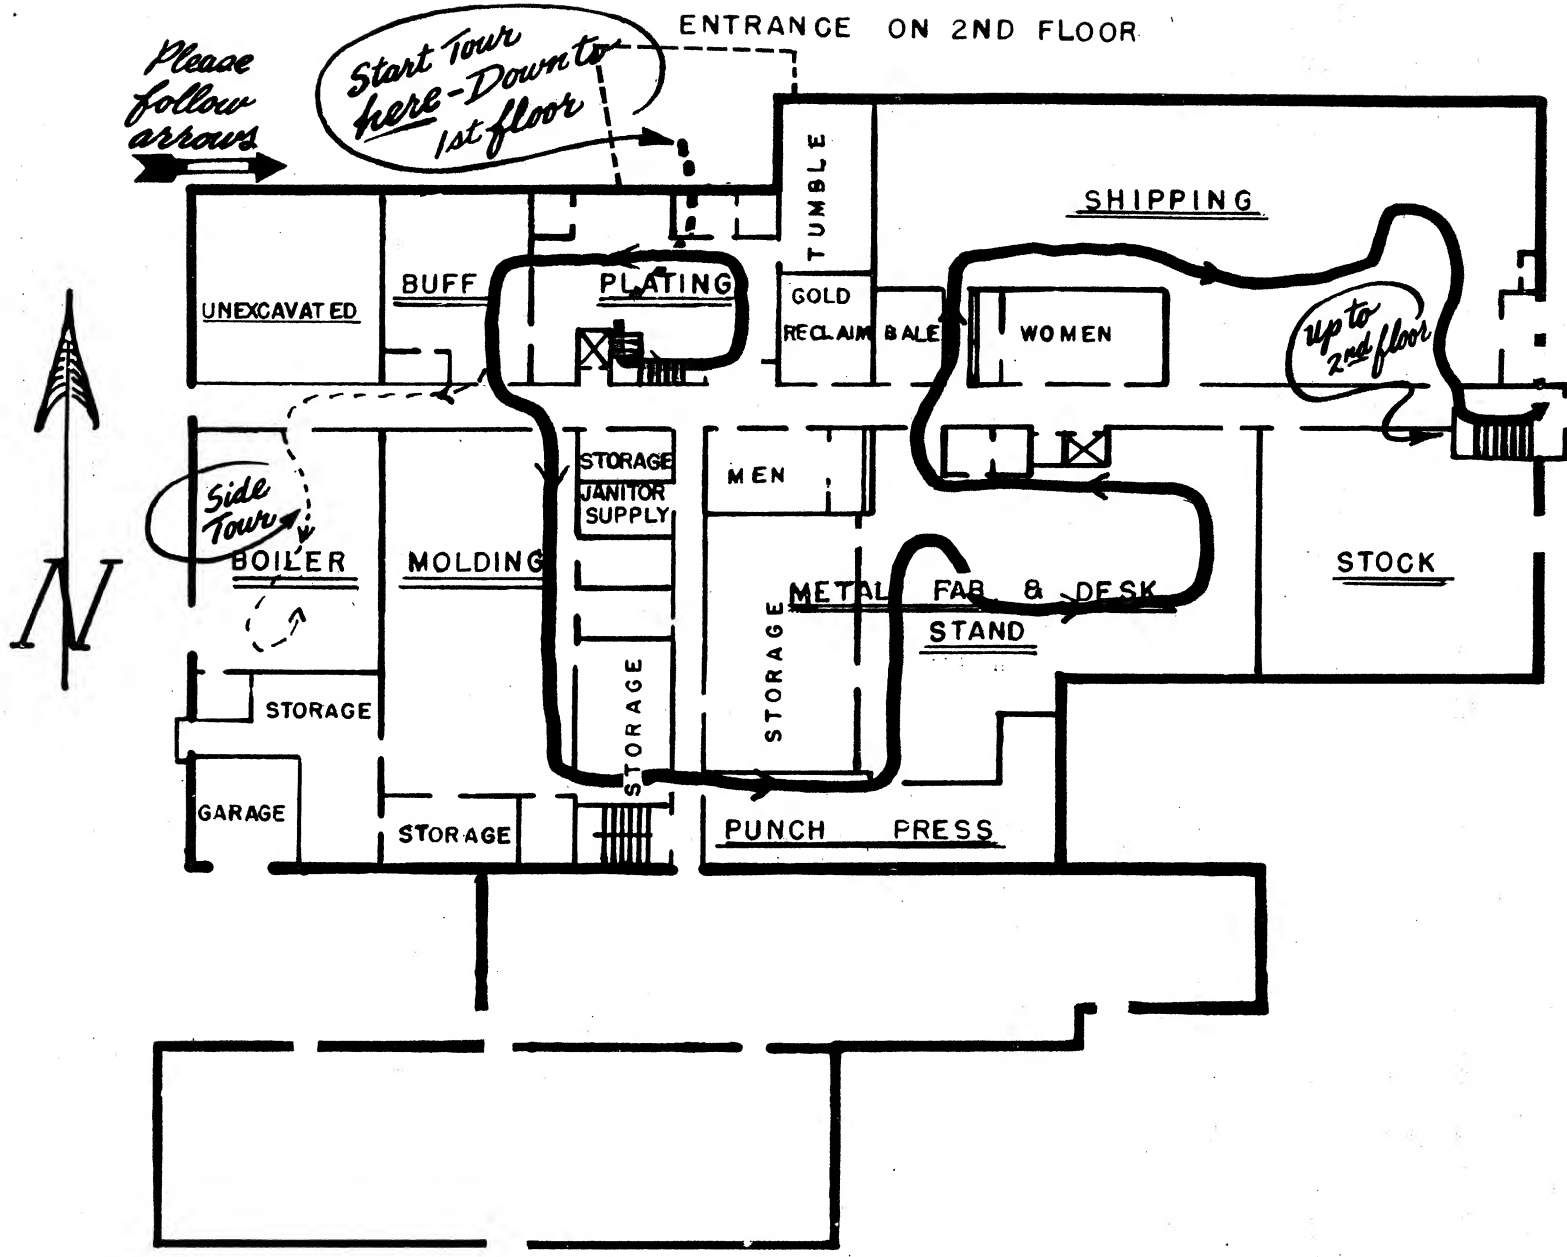 ENTRANCE ON 2ND FLOOR
Please
follow
arrows
Start Tour
here - Down to
1st floor
TUMBLE
SHIPPING
BUFF
PLATING
UNEXCAVATED
GOLD
RECLAIM
BALE
WOMEN
up to
2nd floor
STORAGE
JANITOR
SUPPLY
MEN
Side
Tour
BOILER
MOLDING
METAL FAB & DESK
STAND
STOCK
STORAGE
STORAGE
STORAGE
GARAGE
STORAGE
PUNCH PRESS
N